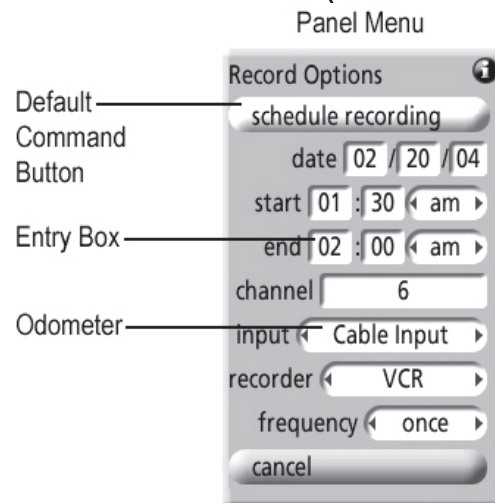 Panel Menu
Record Options i
Default
Command
Button
schedule recording
date 02 / 20 / 04
start 01 : 30 am
Entry Box
end 02 : 00 am
channel 6
Odometer
input Cable Input
recorder VCR
frequency once
cancel